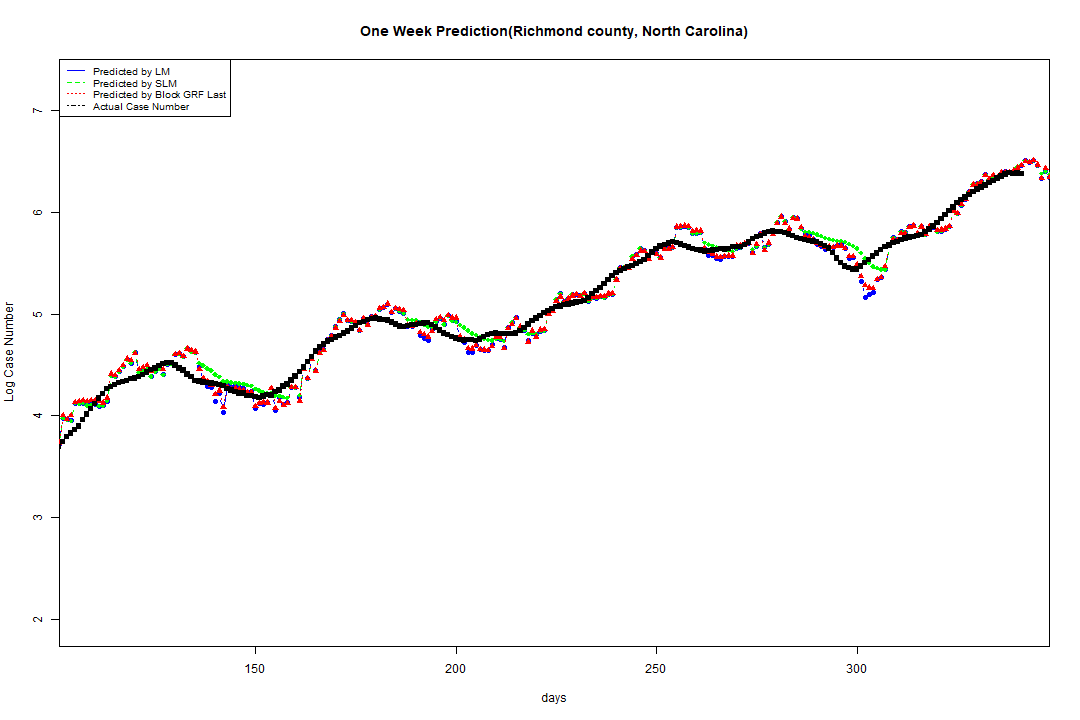 One Week Prediction(Richmond county, North Carolina)
Predicted by LM
Predicted by SLM
Predicted by Block GRF Last
Actual Case Number
Log Case Number
7
6
5
4
3
2
150 200 250 300
days